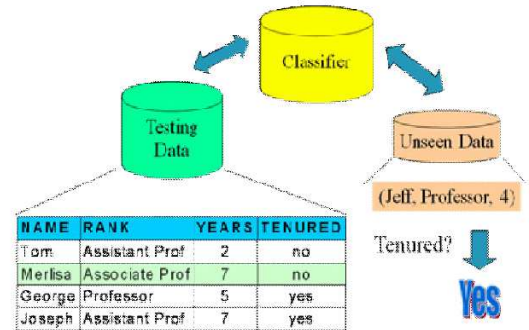 Classifier
Testing
Data
Unseen Data
(Jeff, Professor, 4)
NAME RANK YEARS TENURED
Tom Assistant Prof 2 no
Merlisa Associate Prof 7 no
George Professor 5 yes
Joseph Assistant Prof 7 yes
Tenured?
Yes